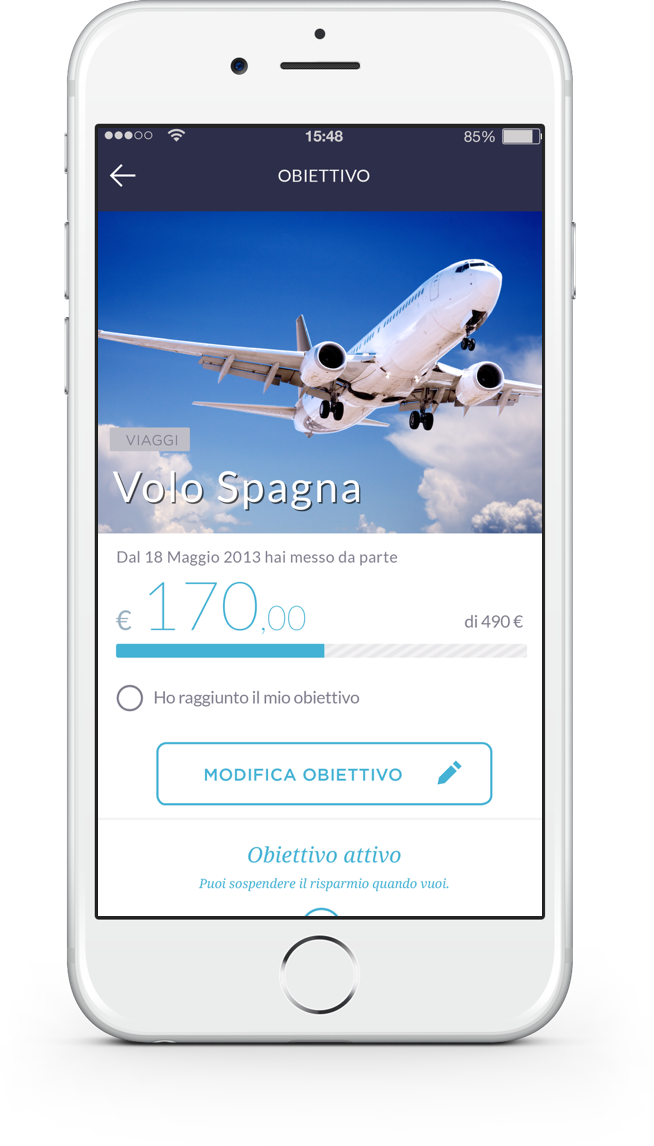 15:48
85%
OBIETTIVO
VIAGGI
Volo Spagna
Dal 18 Maggio 2013 hai messo da parte
€ 170,00
di 490 €
Ho raggiunto il mio obiettivo
MODIFICA OBIETTIVO
Obiettivo attivo
Puoi sospendere il risparmio quando vuoi.